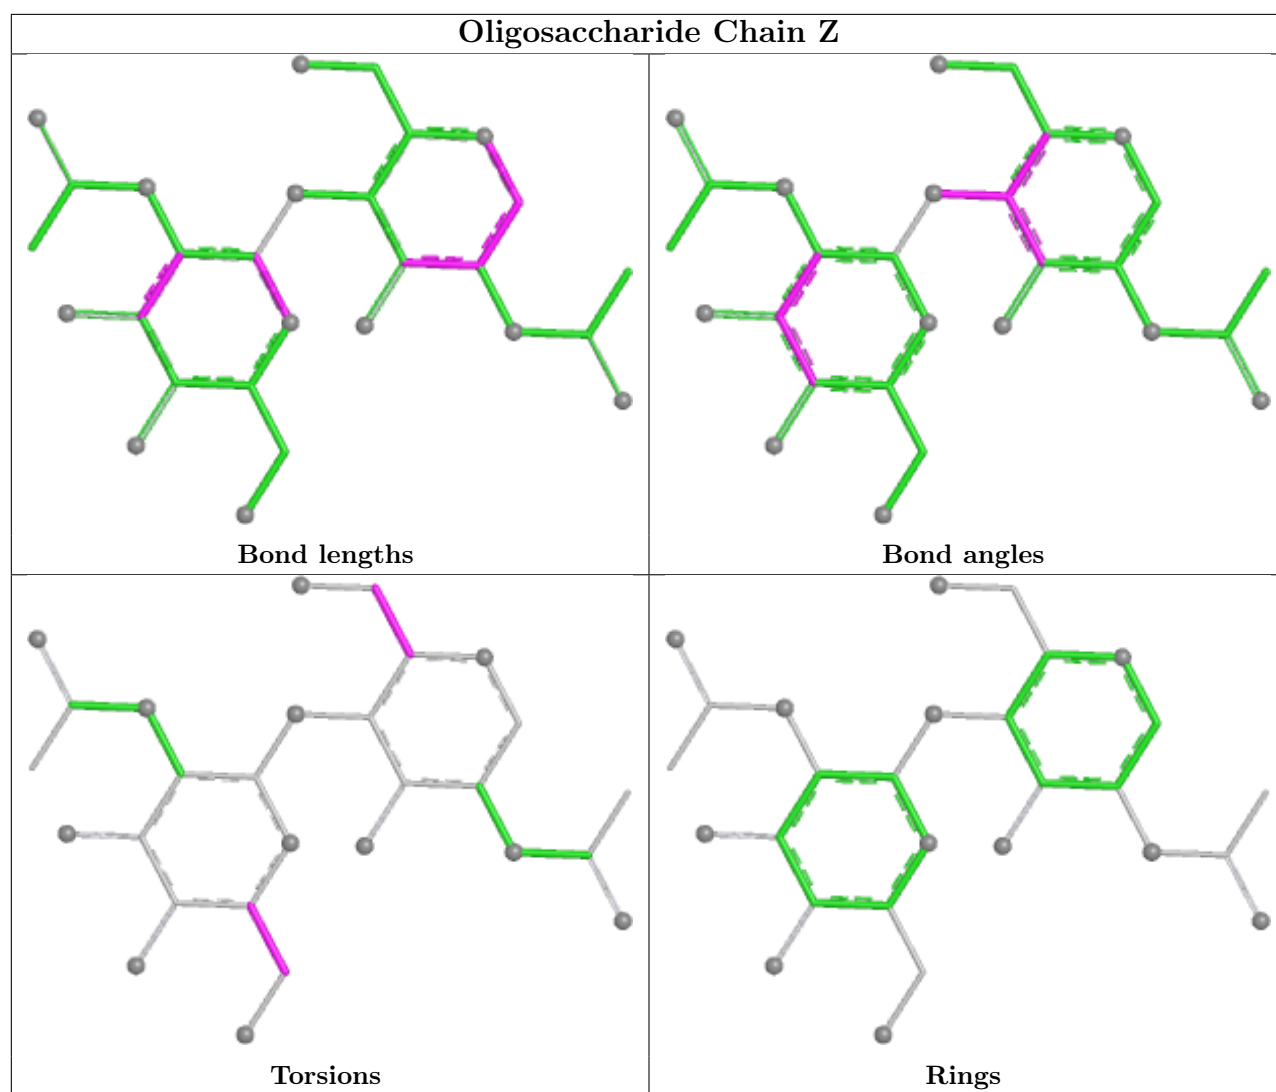 Oligosaccharide Chain Z
Bond lengths
Bond angles
Torsions
Rings